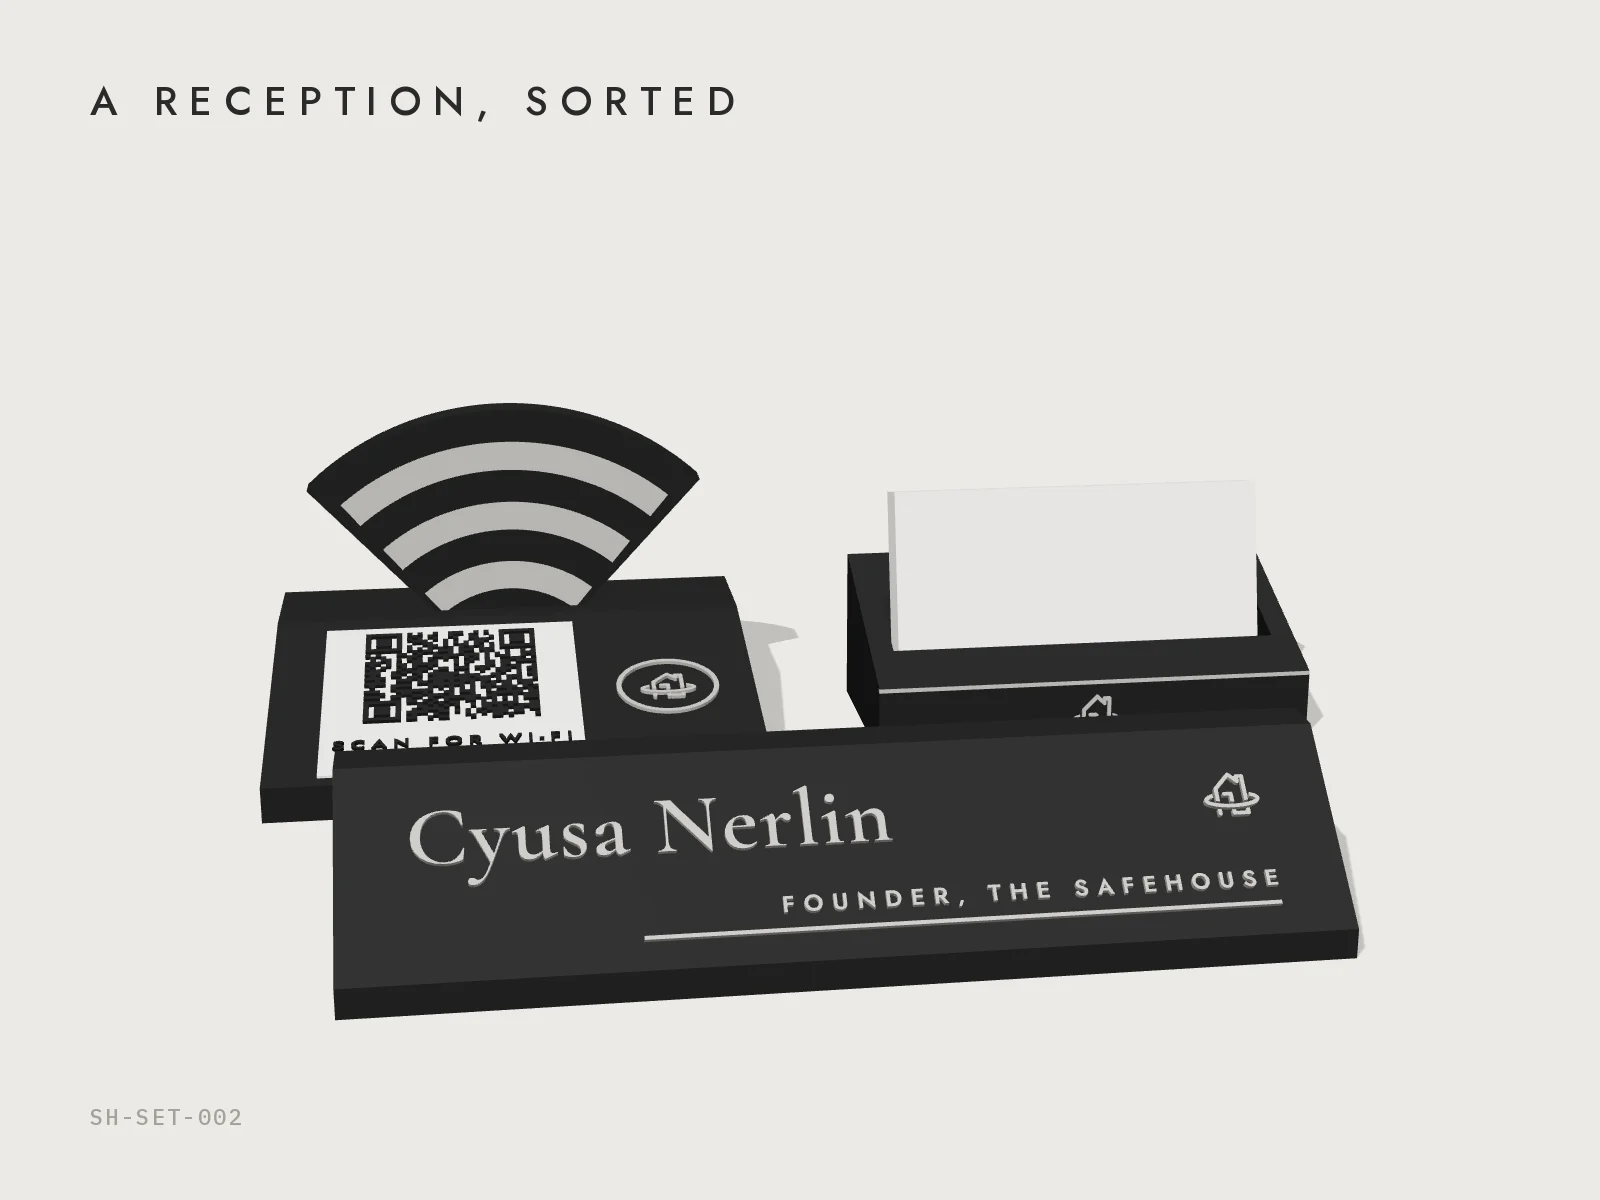 A RECEPTION, SORTED
SCAN FOR WI-FI
Cyusa Nerlin
FOUNDER, THE SAFEHOUSE
SH-SET-002